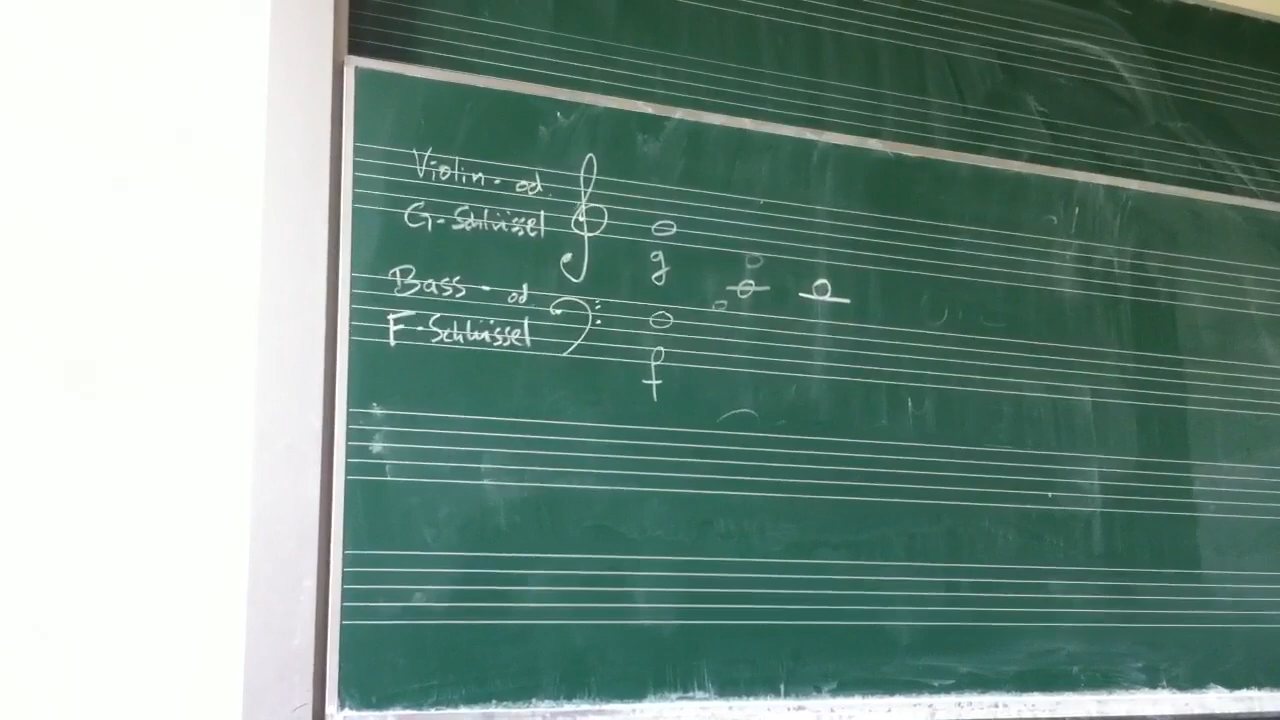 Violin- od.
G-Schlüssel
g
Bass- od
F-Schlüssel
f